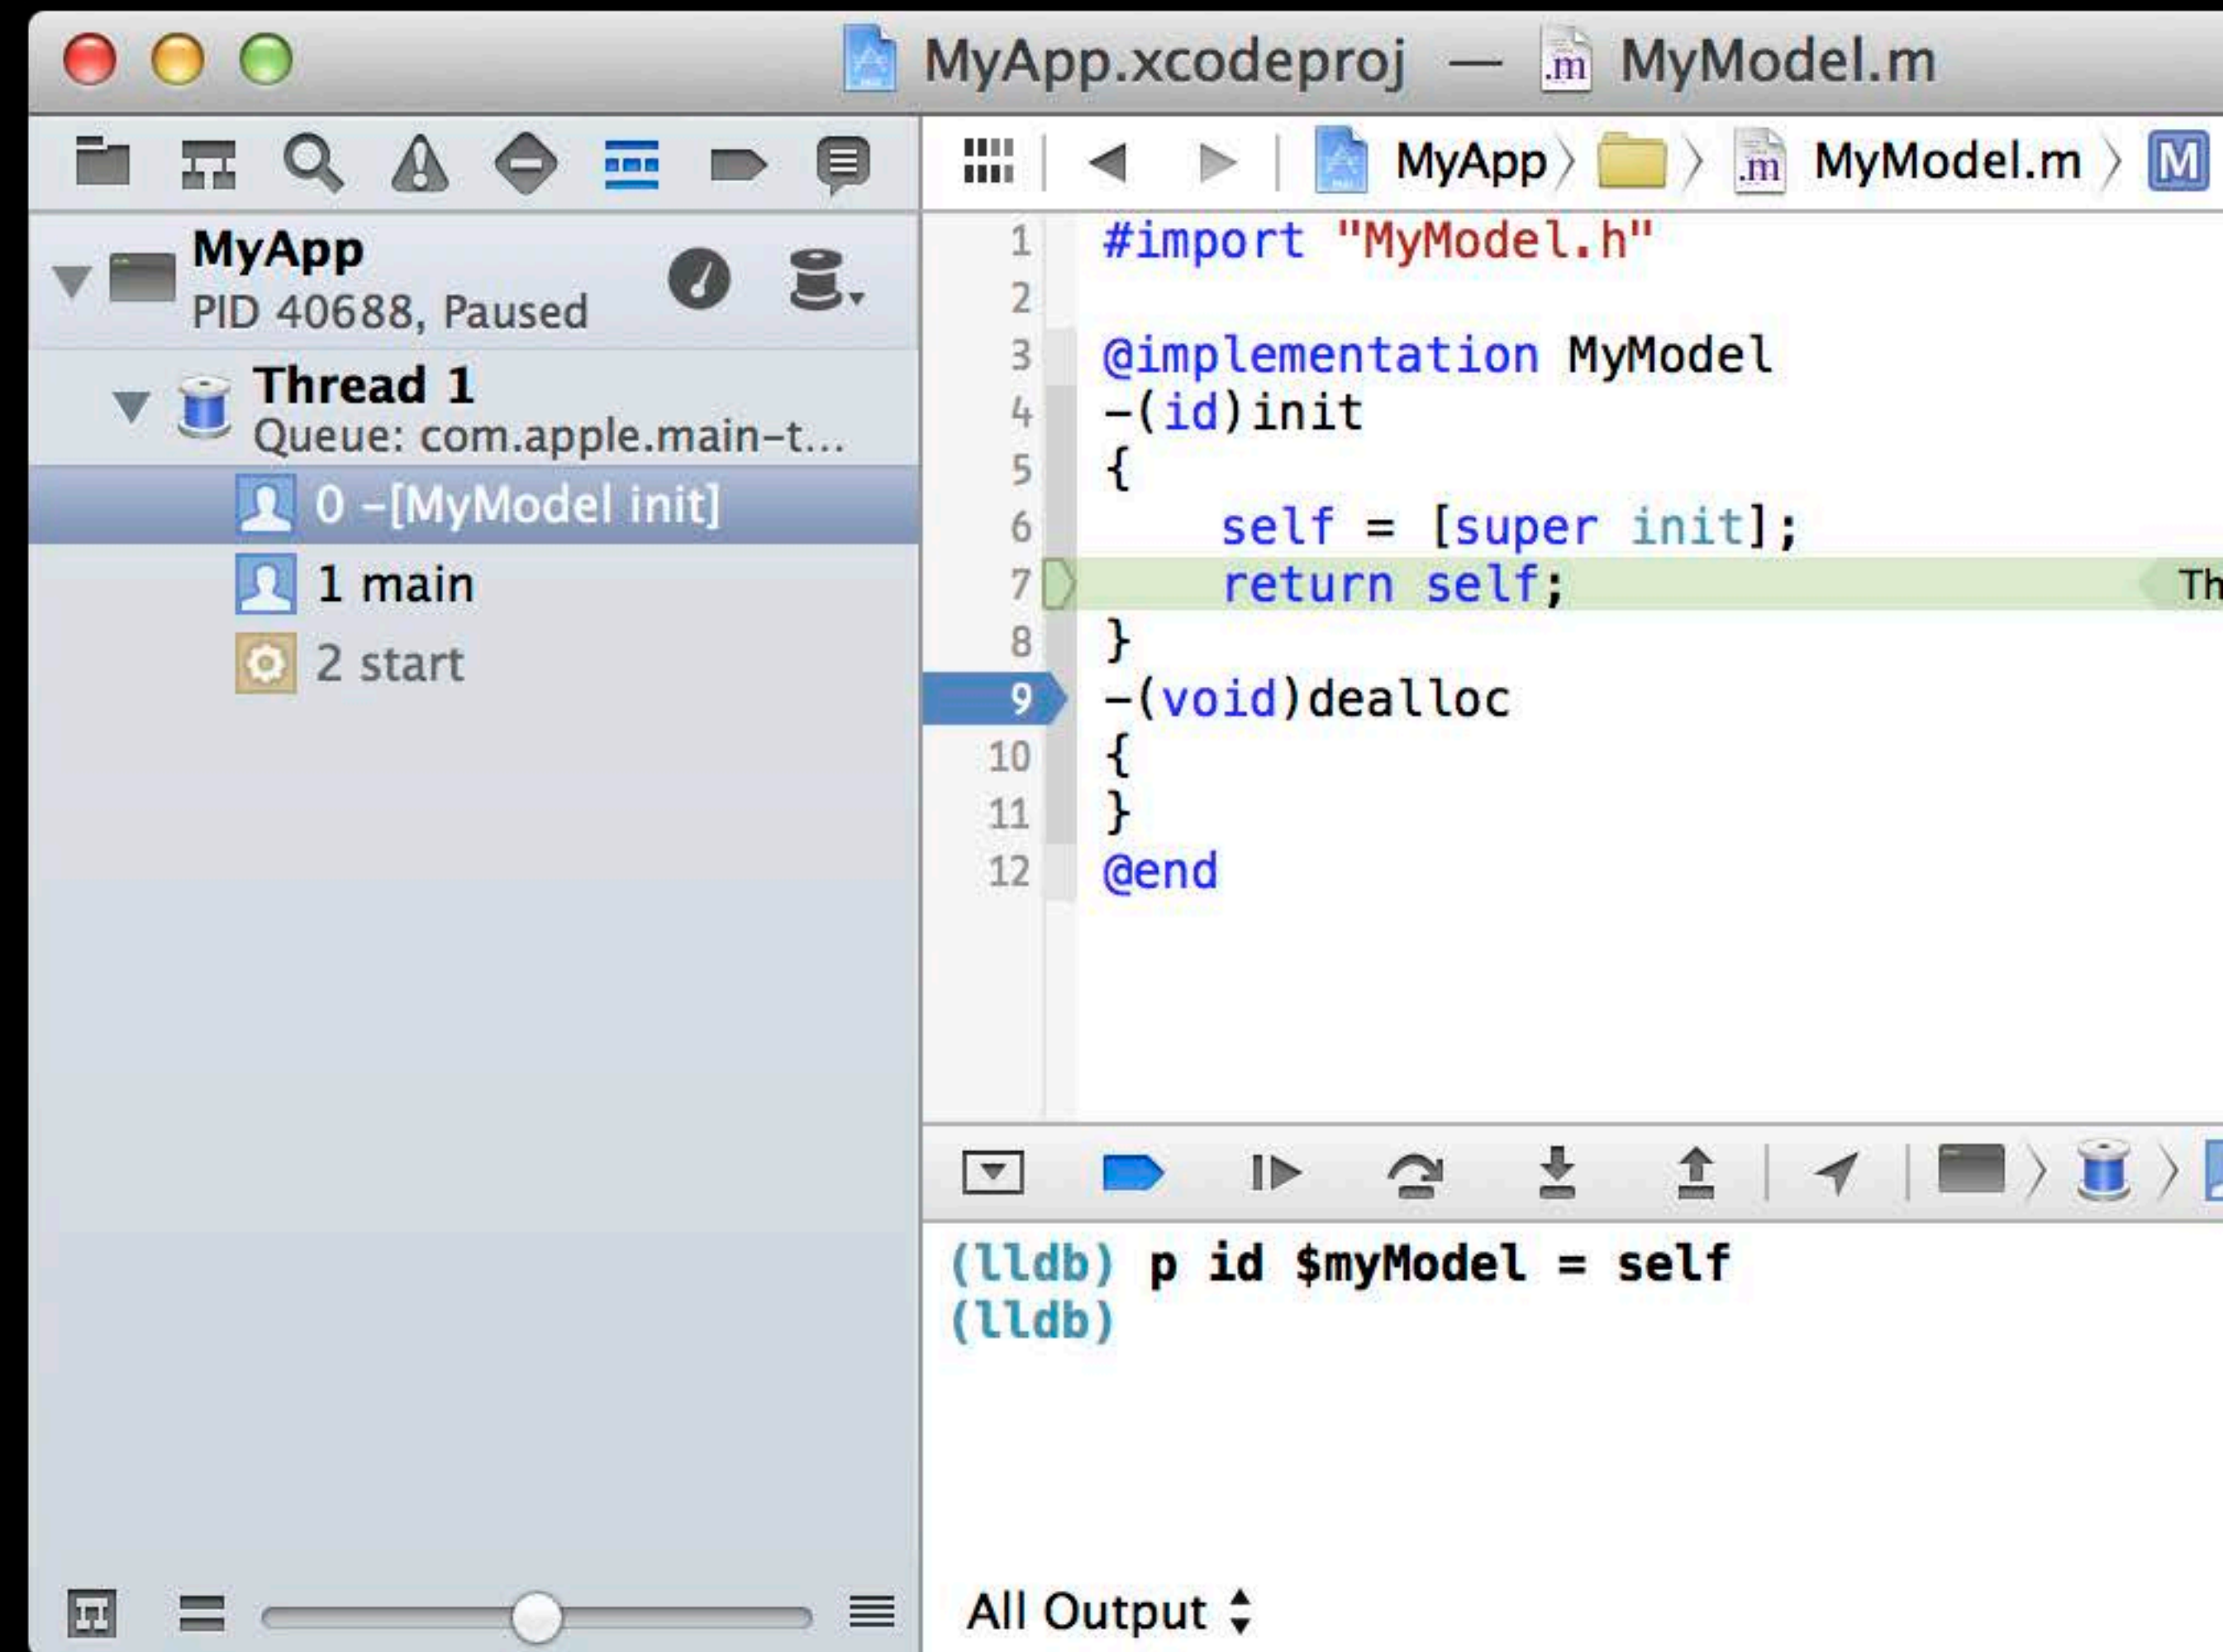 MyApp.xcodeproj — MyModel.m
MyApp
MyModel.m
M
MyApp
PID 40688, Paused
Thread 1
Queue: com.apple.main-t...
0 -[MyModel init]
1 main
2 start
1 #import "MyModel.h"
2
3 @implementation MyModel
4 -(id)init
5 {
6 self = [super init];
7 return self;
Th
8 }
9 -(void)dealloc
10 {
11 }
12 @end
(lldb) p id $myModel = self
(lldb)
All Output